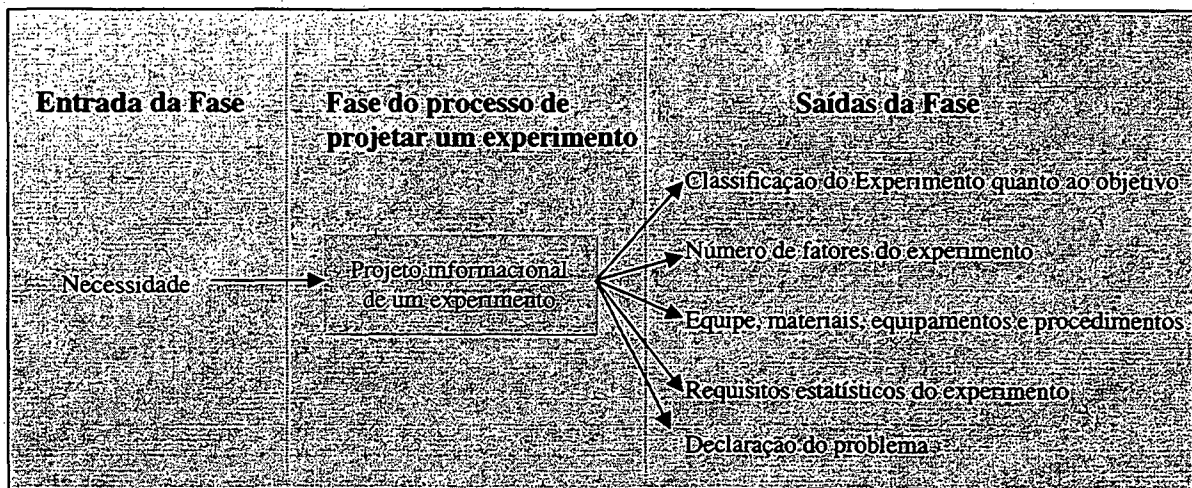 Entrada da Fase
Fase do processo de
projetar um experimento
Saídas da Fase
Necessidade
Projeto informacional
de um experimento
Classificação do Experimento quanto ao objetivo
Número de fatores do experimento
Equipe, materiais, equipamentos e procedimentos
Requisitos estatísticos do experimento
Declaração do problema